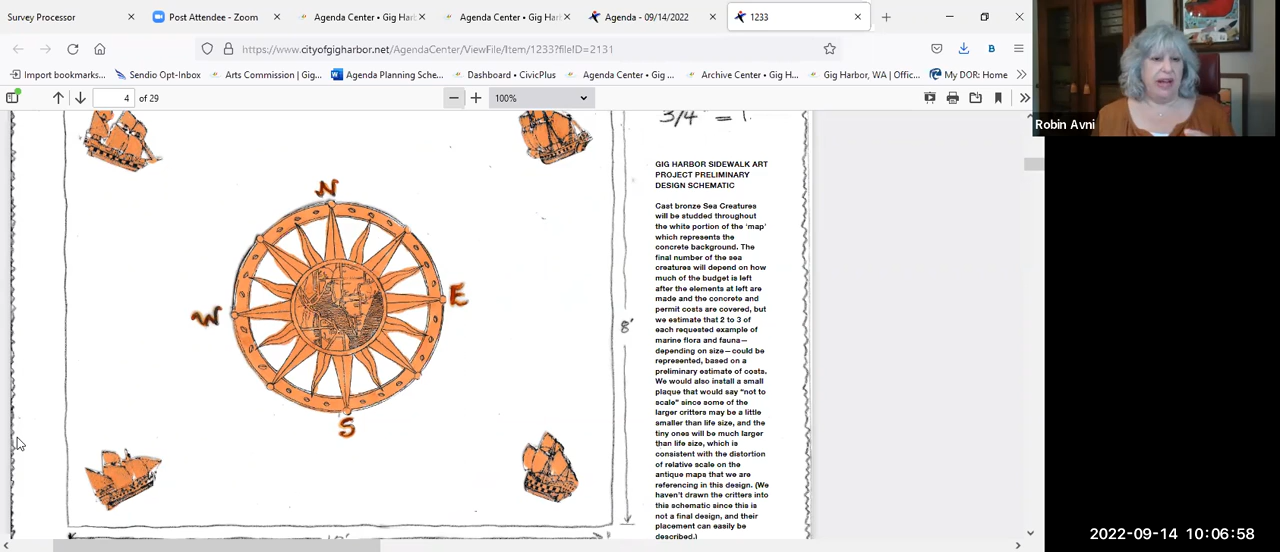 Survey Processor
Post Attendee - Zoom
Agenda Center • Gig Har
Agenda Center • Gig Har
Agenda - 09/14/2022
1233
https://www.cityofgigharbor.net/AgendaCenter/ViewFile/Item/1233?fileID=2131
Import bookmarks...
Sendio Opt-Inbox
Arts Commission | Gig...
Agenda Planning Sche...
Dashboard • CivicPlus
Agenda Center • Gig ...
Archive Center • Gig H...
Gig Harbor, WA | Offic...
My DOR: Home
4 of 29
100%
Robin Avni
3/4" = 1'
GIG HARBOR SIDEWALK ART
PROJECT PRELIMINARY
DESIGN SCHEMATIC
Cast bronze Sea Creatures
will be studded throughout
the white portion of the 'map'
which represents the
concrete background. The
final number of the sea
creatures will depend on how
much of the budget is left
after the elements at left are
made and the concrete and
permit costs are covered, but
we estimate that 2 to 3 of
each requested example of
marine flora and fauna—
depending on size—could be
represented, based on a
preliminary estimate of costs.
We would also install a small
plaque that would say “not to
scale” since some of the
larger critters may be a little
smaller than life size, and the
tiny ones will be much larger
than life size, which is
consistent with the distortion
of relative scale on the
antique maps that we are
referencing in this design. (We
haven't drawn the critters into
this schematic since this is
not a final design, and their
placement can easily be
described.)
N
W
E
S
8'
2022-09-14 10:06:58